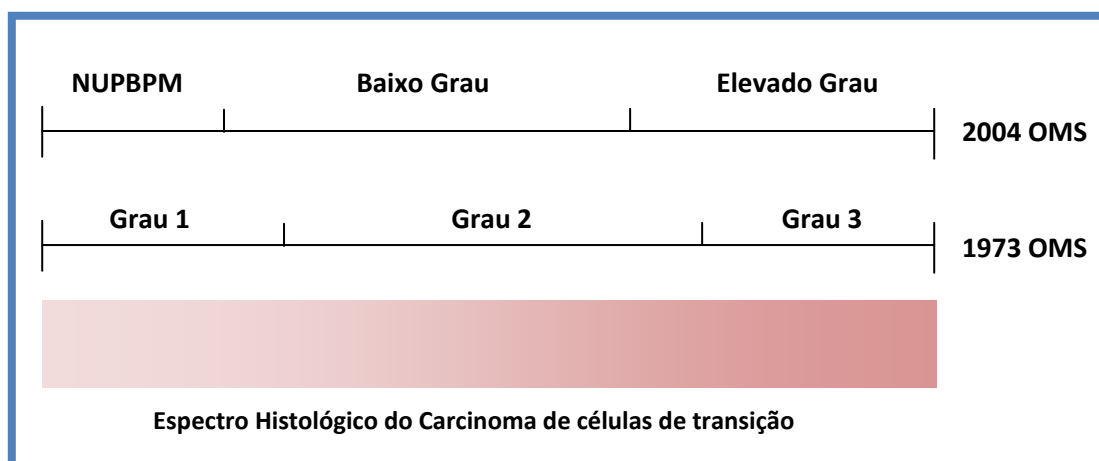 NUPBPM Baixo Grau Elevado Grau
2004 OMS
Grau 1 Grau 2 Grau 3
1973 OMS
Espectro Histológico do Carcinoma de células de transição